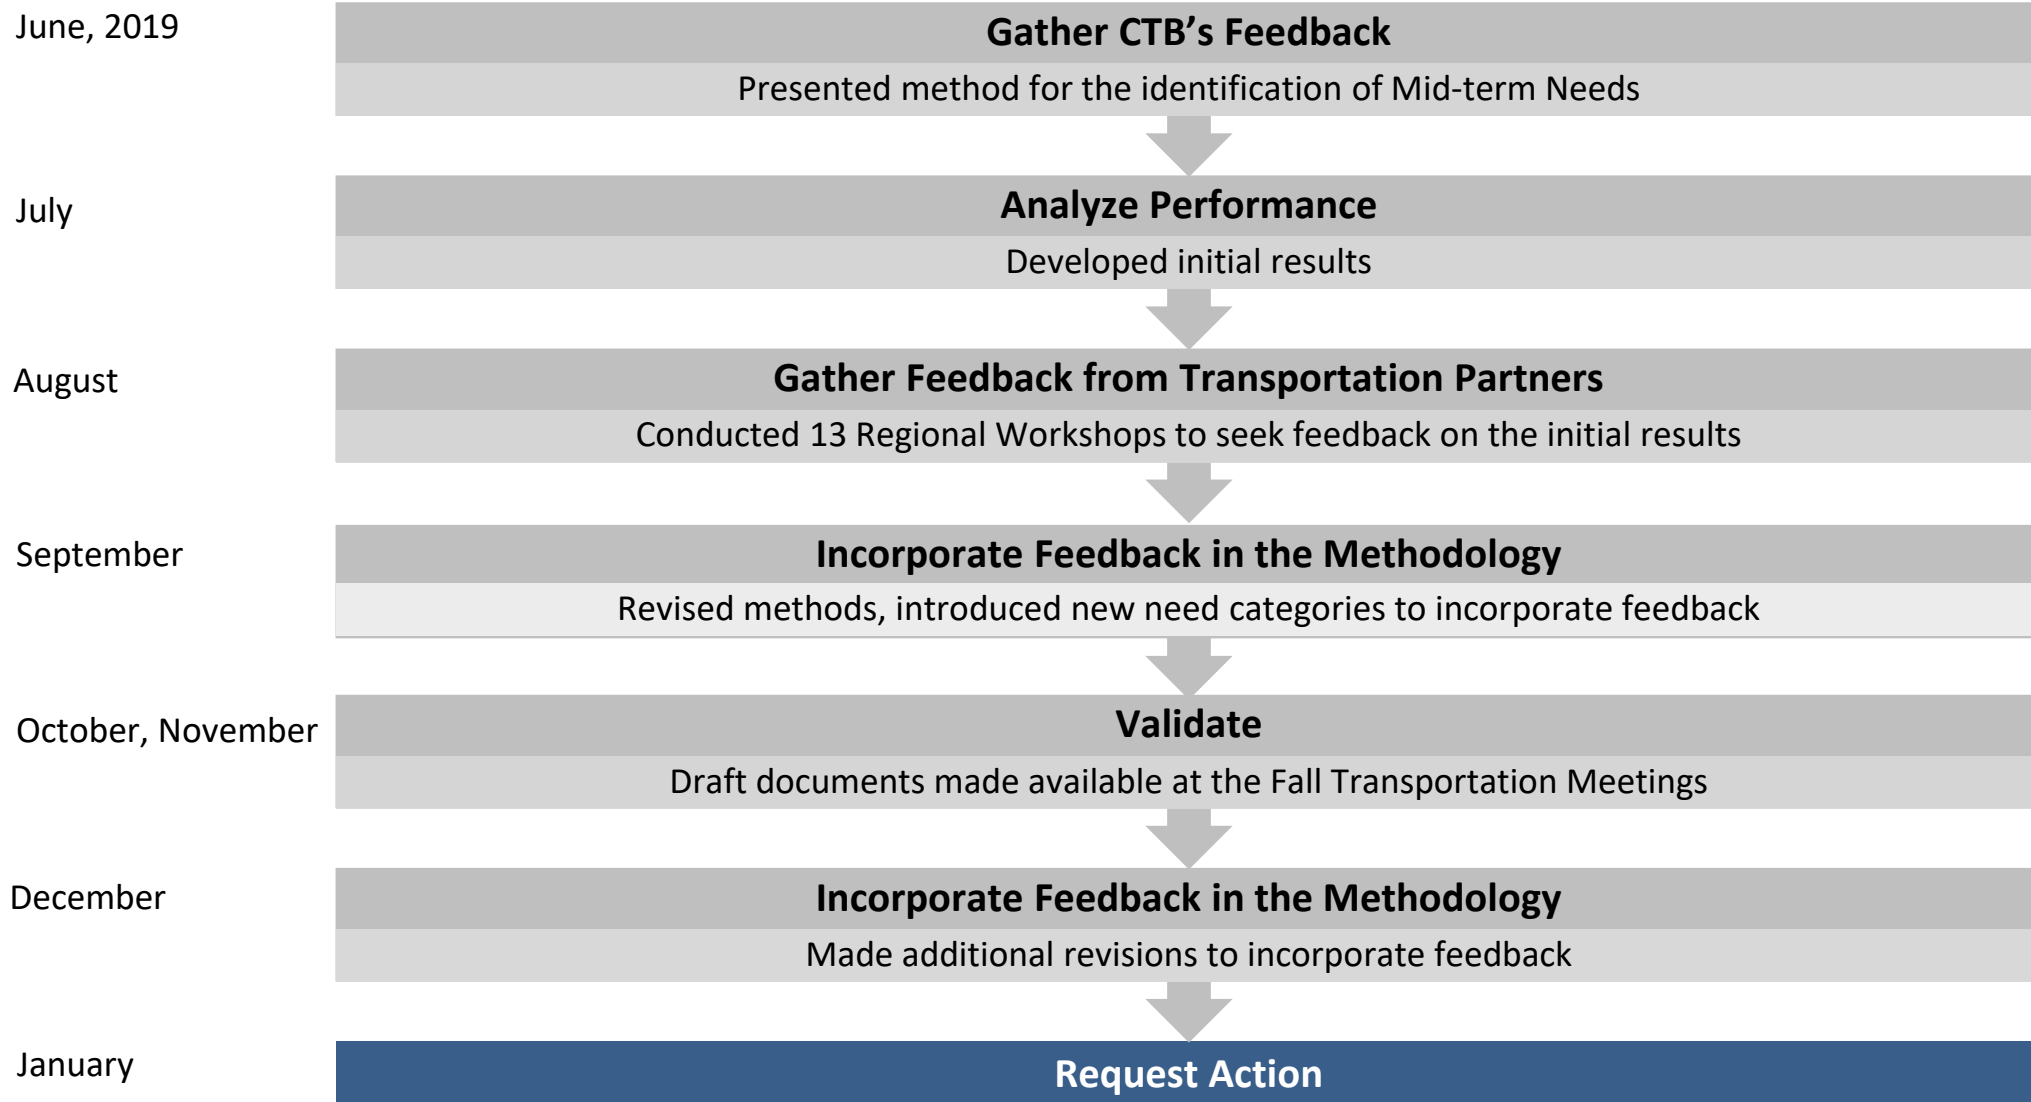 June, 2019
Gather CTB’s Feedback
Presented method for the identification of Mid-term Needs
July
Analyze Performance
Developed initial results
August
Gather Feedback from Transportation Partners
Conducted 13 Regional Workshops to seek feedback on the initial results
September
Incorporate Feedback in the Methodology
Revised methods, introduced new need categories to incorporate feedback
October, November
Validate
Draft documents made available at the Fall Transportation Meetings
December
Incorporate Feedback in the Methodology
Made additional revisions to incorporate feedback
January
Request Action